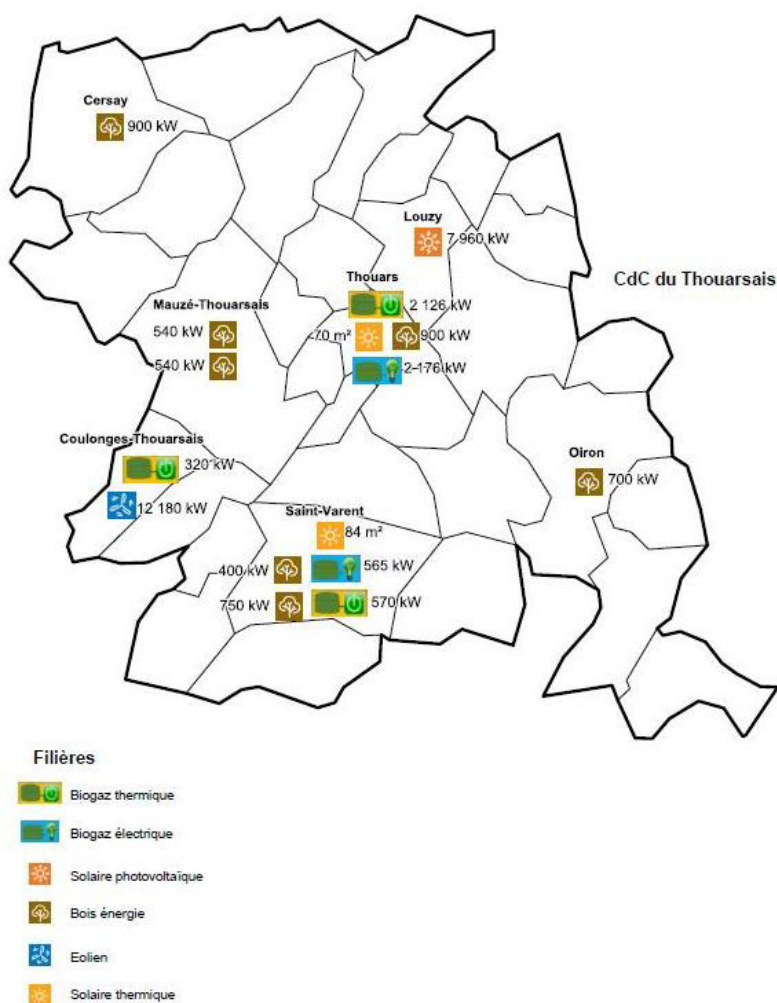 Cersay
900 kW
Louzy
7 960 kW
CdC du Thouarsais
Thouars
2 126 kW
Mauzé-Thouarsais
540 kW
70 m²
900 kW
540 kW
2 176 kW
Coulonges-Thouarsais
320 kW
Oiron
700 kW
12 180 kW
Saint-Varent
84 m²
400 kW
565 kW
750 kW
570 kW
Filières
Biogaz thermique
Biogaz électrique
Solaire photovoltaïque
Bois énergie
Eolien
Solaire thermique